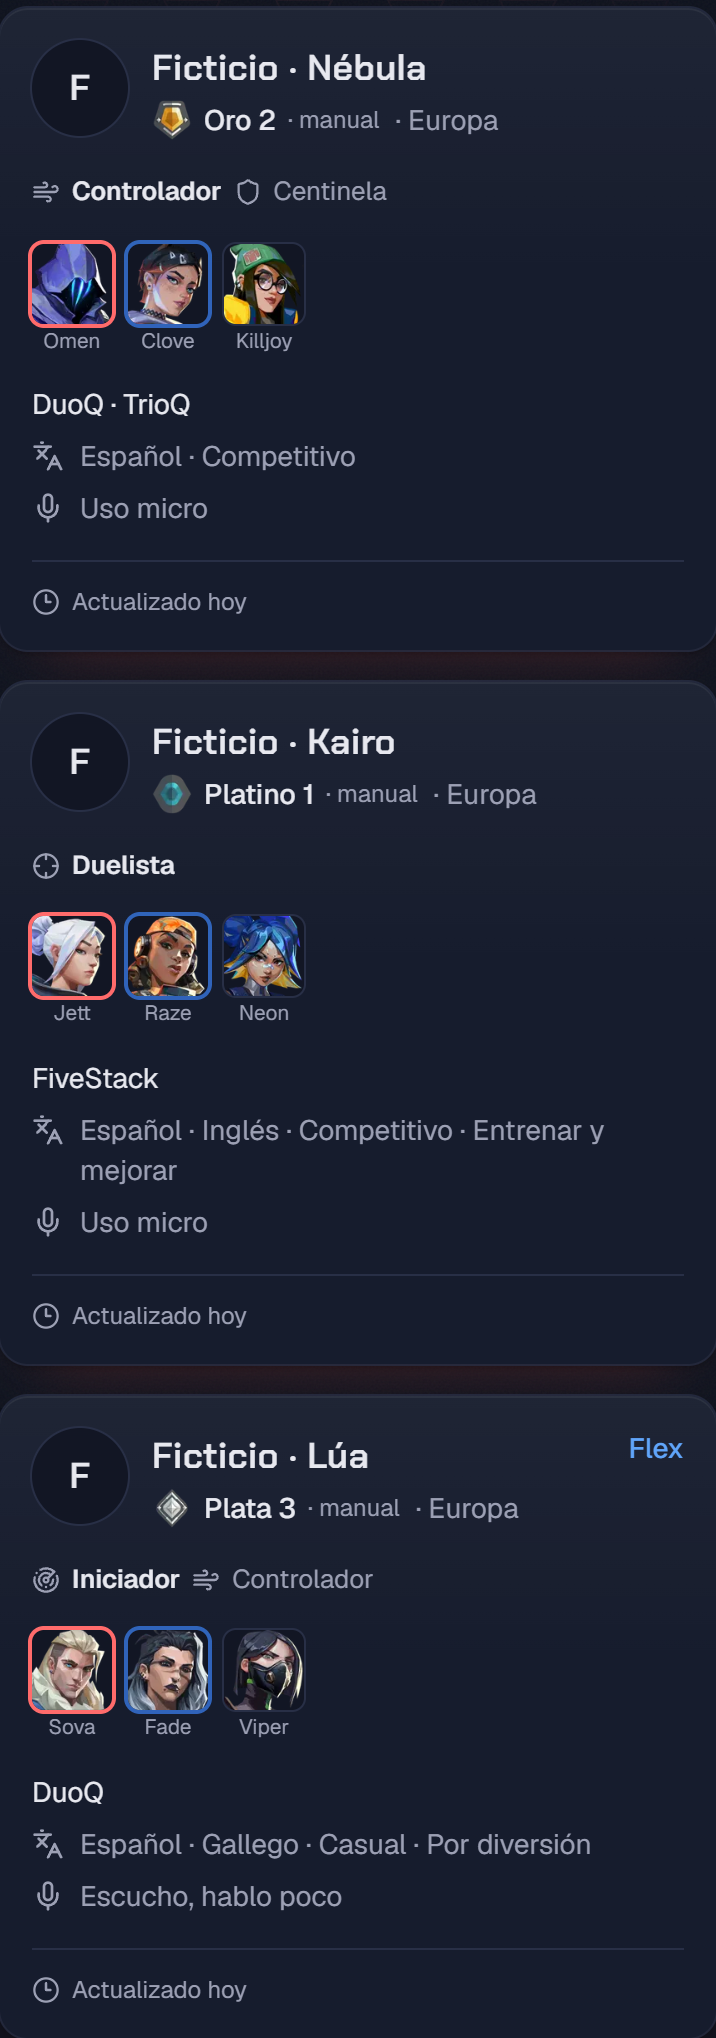 F
Ficticio · Nébula
Oro 2 · manual · Europa
Controlador Centinela
Omen Clove Killjoy
DuoQ · TrioQ
Español · Competitivo
Uso micro
Actualizado hoy
F
Ficticio · Kairo
Platino 1 · manual · Europa
Duelista
Jett Raze Neon
FiveStack
Español · Inglés · Competitivo · Entrenar y
mejorar
Uso micro
Actualizado hoy
F
Ficticio · Lúa
Flex
Plata 3 · manual · Europa
Iniciador Controlador
Sova Fade Viper
DuoQ
Español · Gallego · Casual · Por diversión
Escucho, hablo poco
Actualizado hoy